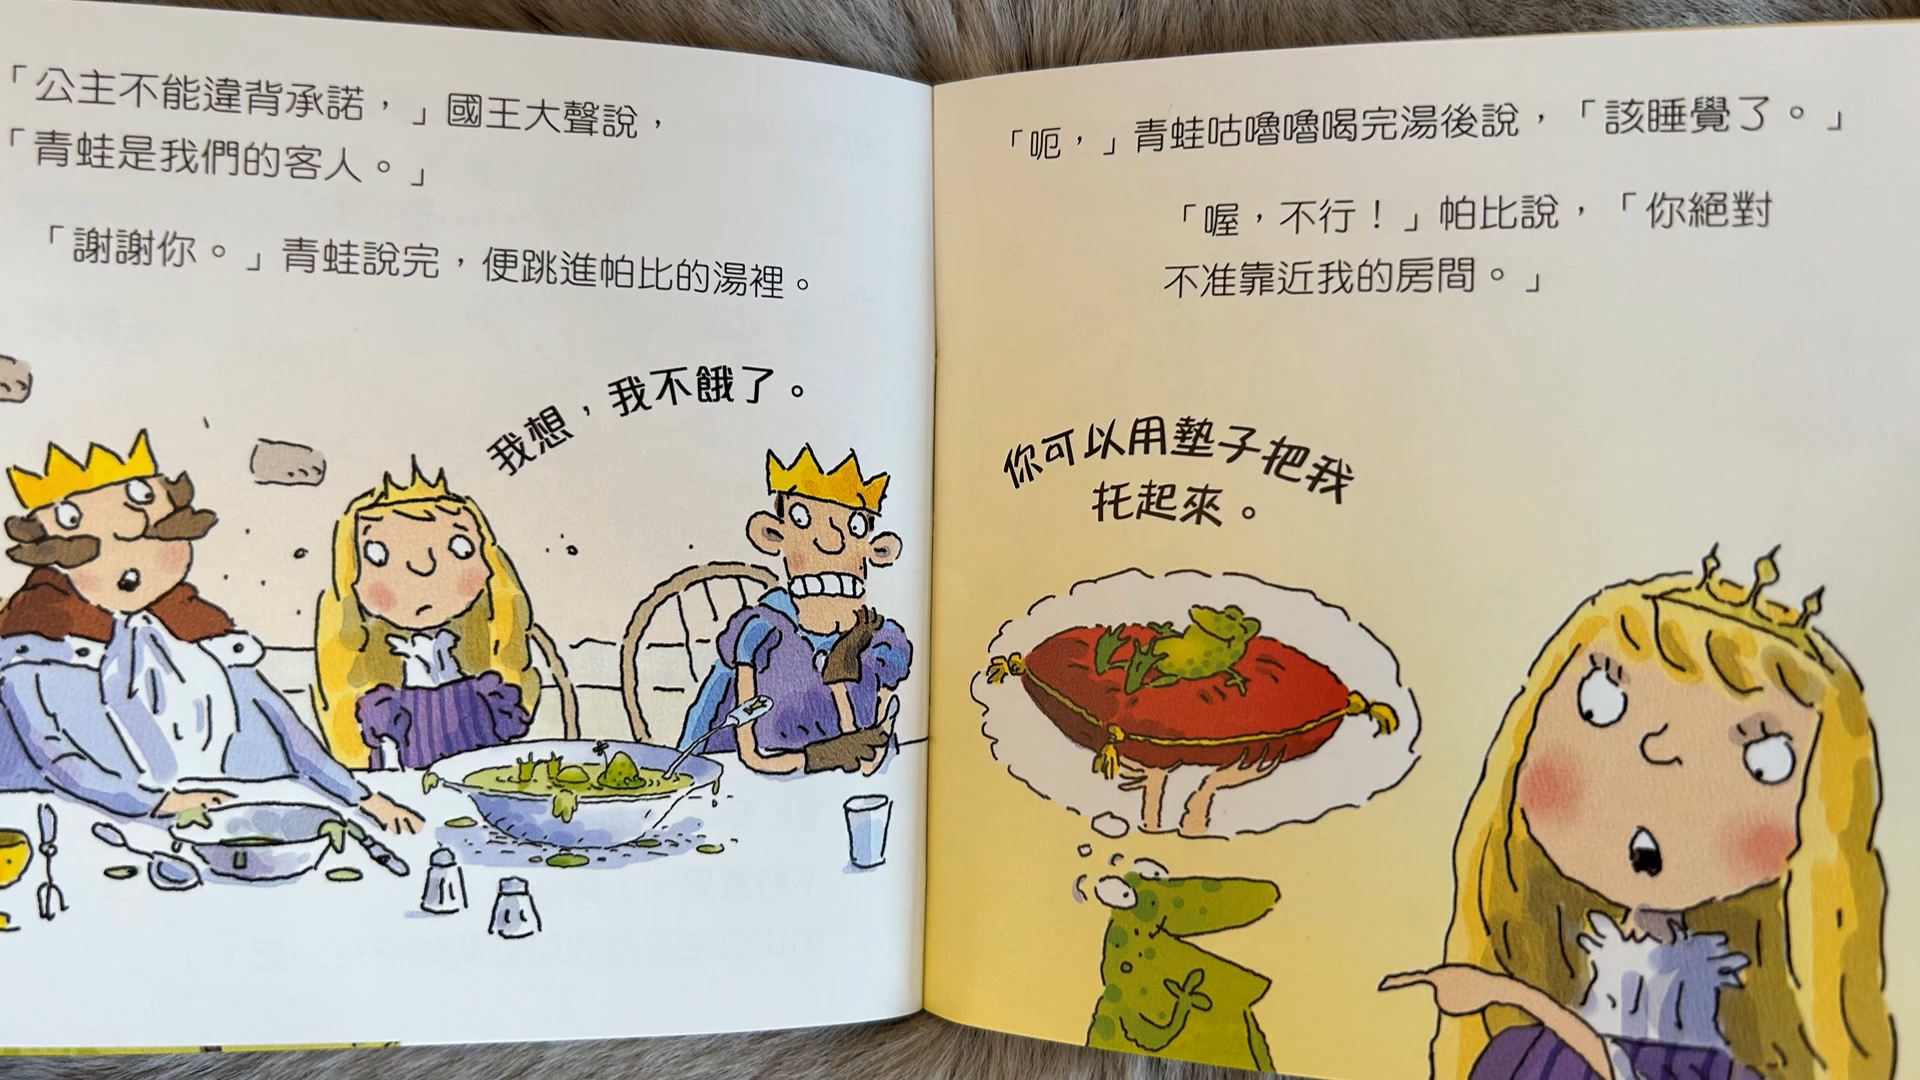 「公主不能違背承諾，」國王大聲說，
「青蛙是我們的客人。」
「謝謝你。」青蛙說完，便跳進帕比的湯裡。
我想，我不餓了。
「呃，」青蛙咕嚕嚕喝完湯後說，「該睡覺了。」
「喔，不行！」帕比說，「你絕對
不准靠近我的房間。」
你可以用墊子把我
托起來。